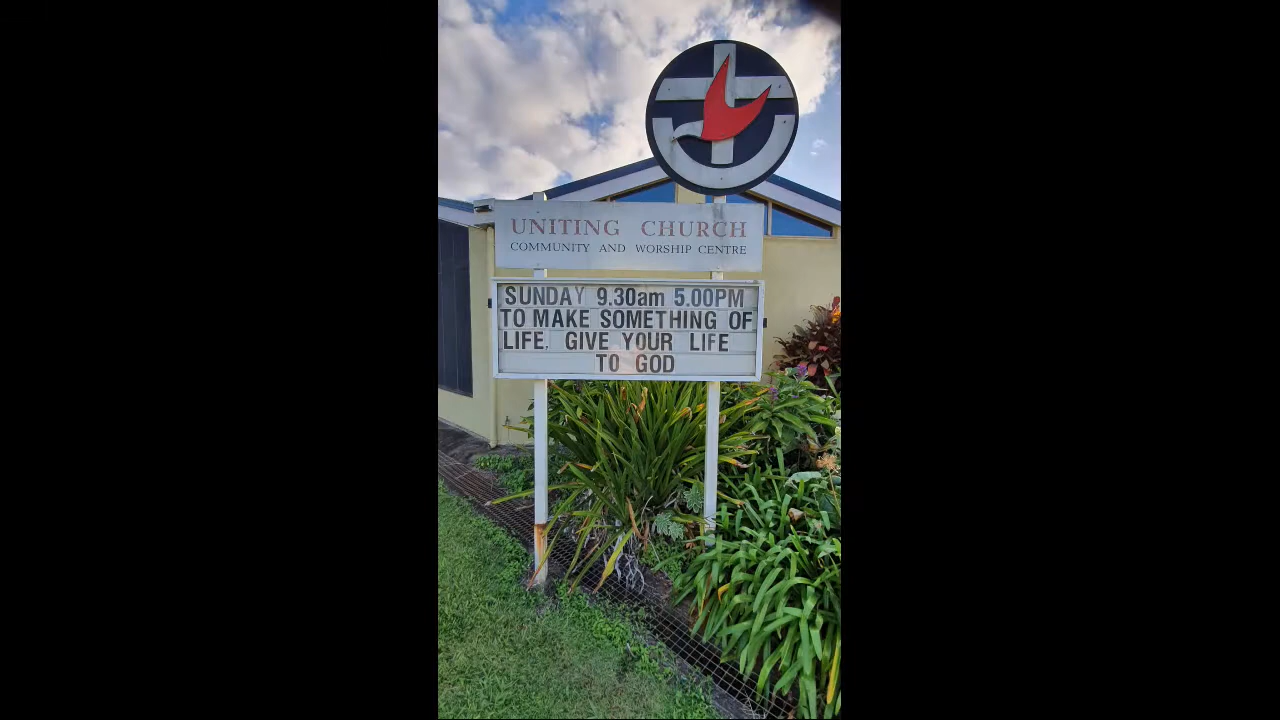 UNITING CHURCH
COMMUNITY AND WORSHIP CENTRE
SUNDAY 9.30am 5.00PM
TO MAKE SOMETHING OF
LIFE, GIVE YOUR LIFE
TO GOD